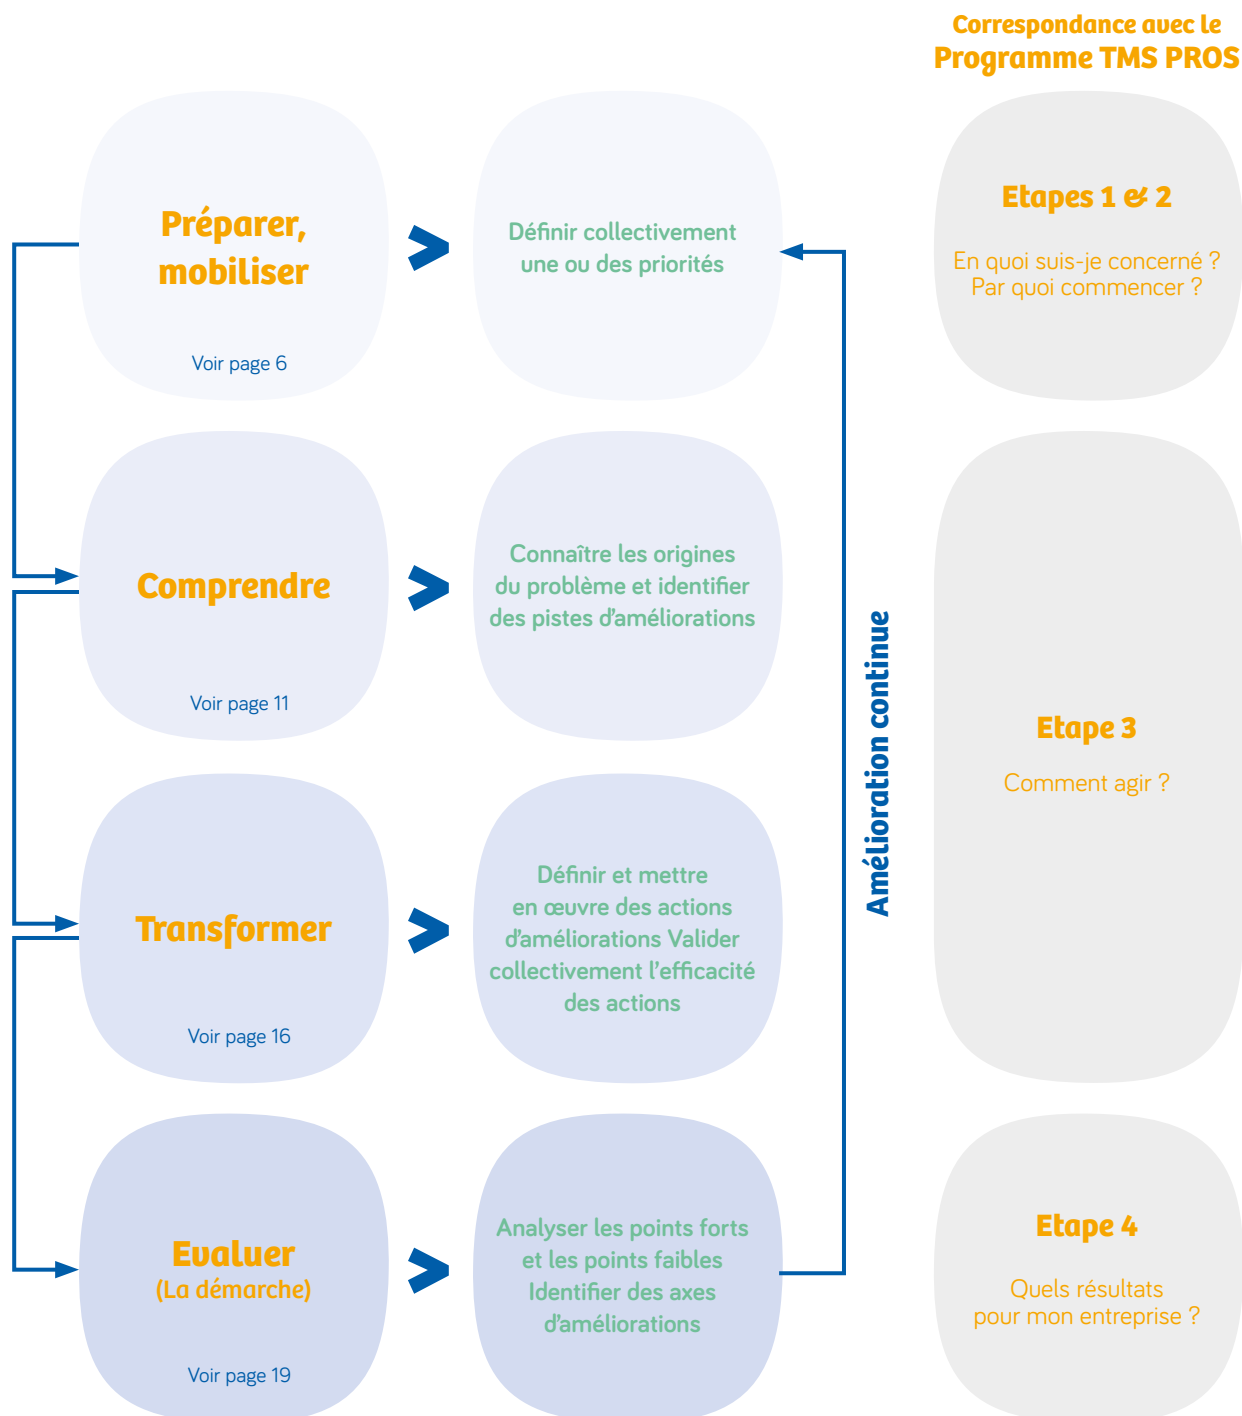 Correspondance avec le
Programme TMS PROS
Préparer,
mobiliser
Voir page 6
>
Définir collectivement
une ou des priorités
Etapes 1 & 2
En quoi suis-je concerné ?
Par quoi commencer ?
Comprendre
Voir page 11
>
Connaître les origines
du problème et identifier
des pistes d'améliorations
Amélioration continue
Etape 3
Comment agir ?
Transformer
Voir page 16
>
Définir et mettre
en œuvre des actions
d'améliorations Valider
collectivement l'efficacité
des actions
Evaluer
(La démarche)
Voir page 19
>
Analyser les points forts
et les points faibles
Identifier des axes
d'améliorations
Etape 4
Quels résultats
pour mon entreprise ?